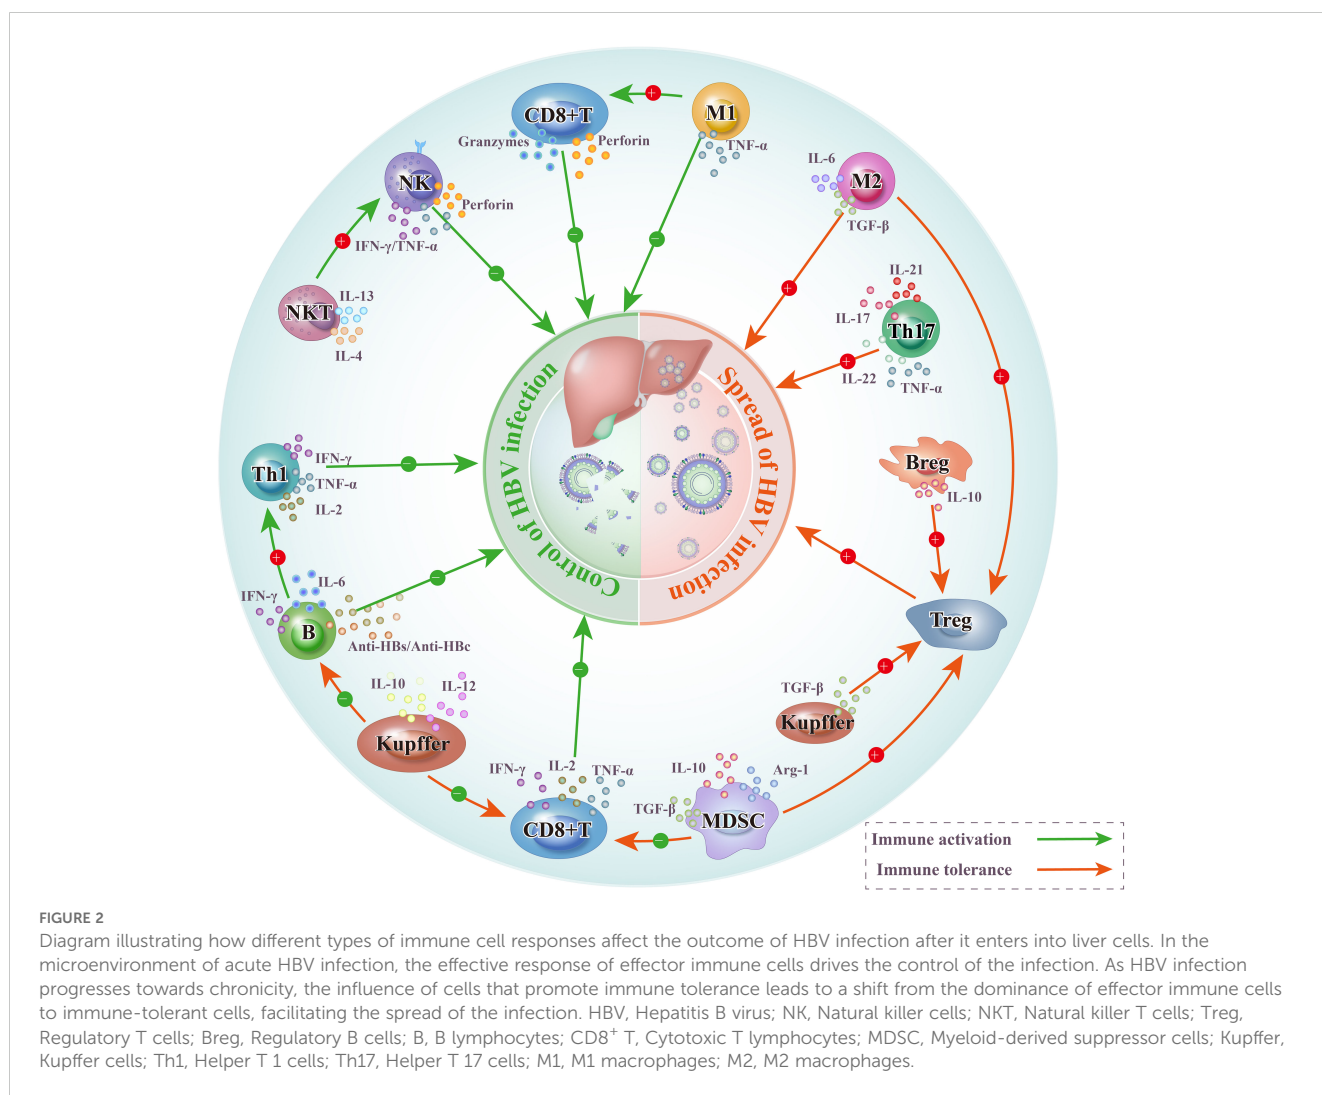 CD8+T
M1
Granzymes
Perforin
TNF-α
IL-6
M2
NK
Perforin
TGF-β
IFN-γ/TNF-α
IL-21
NKT
IL-13
IL-17
Th17
IL-4
IL-22
TNF-α
Control of HBV infection
Spread of HBV infection
Th1
IFN-γ
TNF-α
IL-2
Breg
IL-10
IL-6
IFN-γ
B
Anti-HBs/Anti-HBc
Treg
IL-10
IL-12
TGF-β
Kupffer
Kupffer
IFN-γ
IL-2
TNF-α
IL-10
Arg-1
TGF-β
CD8+T
MDSC
Immune activation
Immune tolerance
FIGURE 2
Diagram illustrating how different types of immune cell responses affect the outcome of HBV infection after it enters into liver cells. In the
microenvironment of acute HBV infection, the effective response of effector immune cells drives the control of the infection. As HBV infection
progresses towards chronicity, the influence of cells that promote immune tolerance leads to a shift from the dominance of effector immune cells
to immune-tolerant cells, facilitating the spread of the infection. HBV, Hepatitis B virus; NK, Natural killer cells; NKT, Natural killer T cells; Treg,
Regulatory T cells; Breg, Regulatory B cells; B, B lymphocytes; CD8⁺ T, Cytotoxic T lymphocytes; MDSC, Myeloid-derived suppressor cells; Kupffer,
Kupffer cells; Th1, Helper T 1 cells; Th17, Helper T 17 cells; M1, M1 macrophages; M2, M2 macrophages.